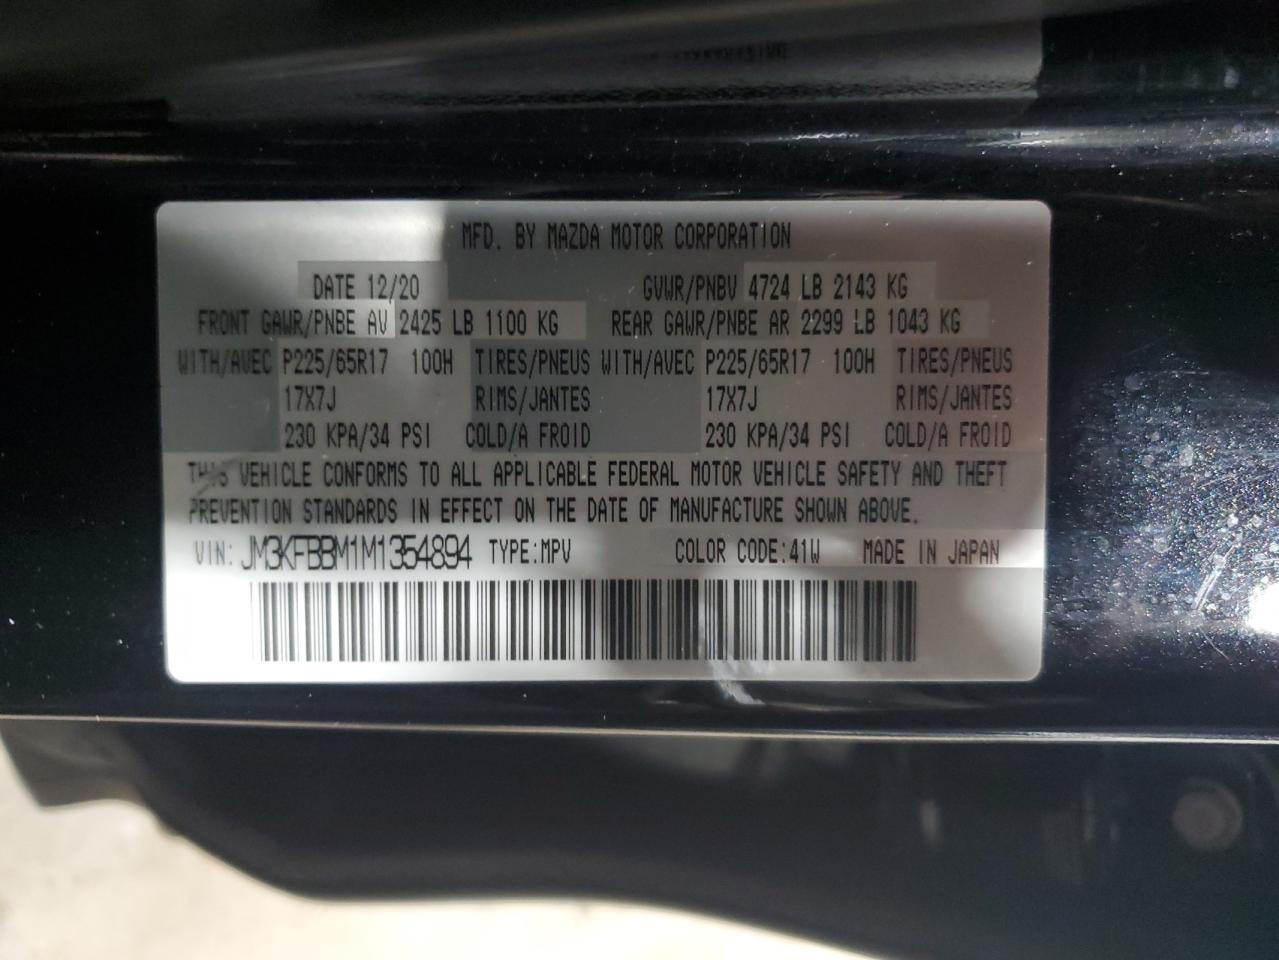 MFD. BY MAZDA MOTOR CORPORATION
DATE 12/20 GVWR/PNBV 4724 LB 2143 KG
FRONT GAWR/PNBE AV 2425 LB 1100 KG REAR GAWR/PNBE AR 2299 LB 1043 KG
WITH/AVEC P225/65R17 100H TIRES/PNEUS WITH/AVEC P225/65R17 100H TIRES/PNEUS
17X7J RIMS/JANTES 17X7J RIMS/JANTES
230 KPA/34 PSI COLD/A FROID 230 KPA/34 PSI COLD/A FROID
THIS VEHICLE CONFORMS TO ALL APPLICABLE FEDERAL MOTOR VEHICLE SAFETY AND THEFT
PREVENTION STANDARDS IN EFFECT ON THE DATE OF MANUFACTURE SHOWN ABOVE.
VIN: JM3KFBBM1M1354894 TYPE:MPV COLOR CODE:41W MADE IN JAPAN